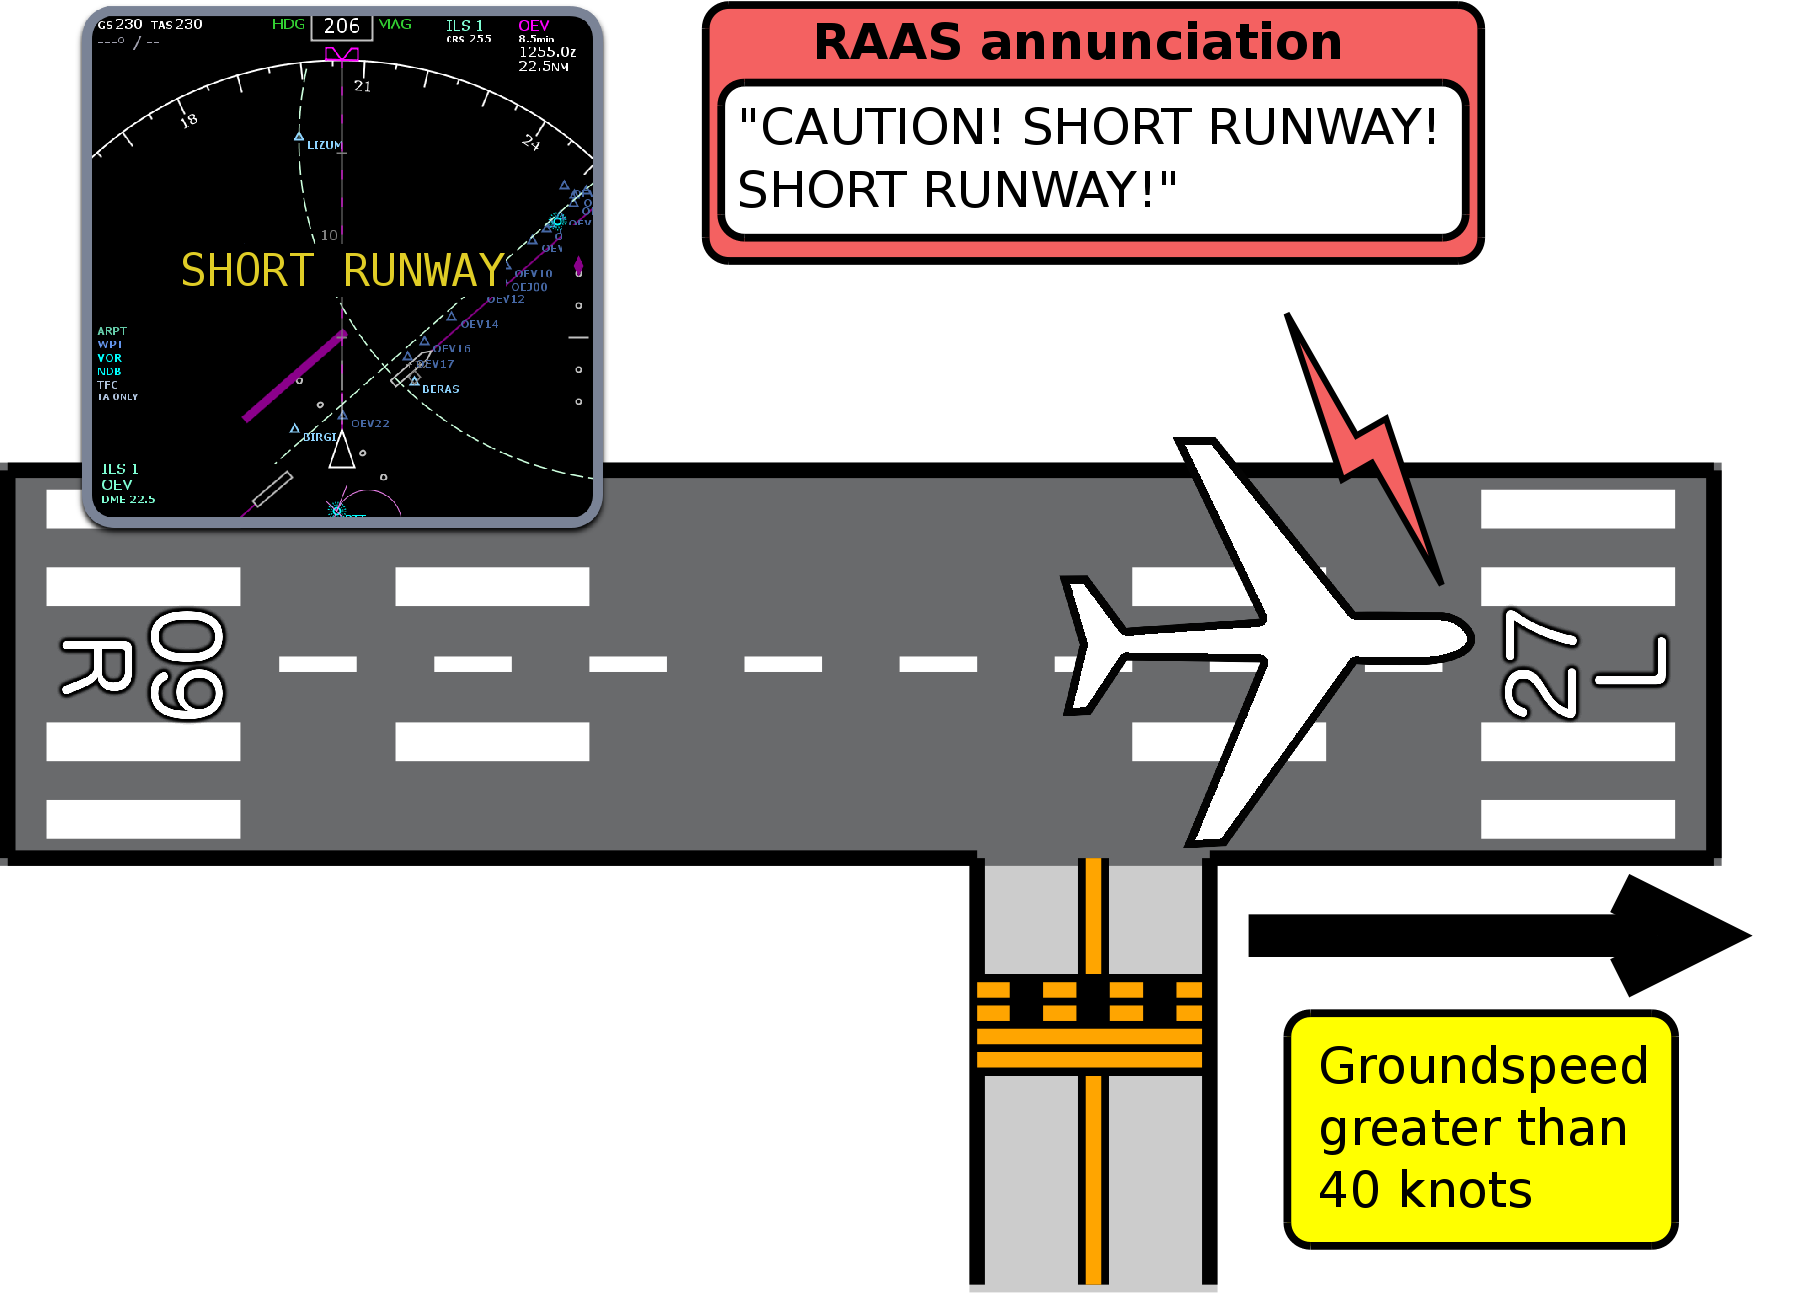 GS 230 TAS 230
---° / --
HDG 206 MAG
ILS 1
CRS 255
OEV
8.5min
1255.0z
22.5NM
18
21
24
LIZUM
10
SHORT RUNWAY
OEV
OEV10
OEJ00
OEV12
OEV14
OEV16
OEV17
BERAS
OEV22
BIRGI
ARPT
WPT
VOR
NDB
TFC
TA ONLY
ILS 1
OEV
DME 22.5
RAAS annunciation
"CAUTION! SHORT RUNWAY!
SHORT RUNWAY!"
09
R
27
L
Groundspeed
greater than
40 knots